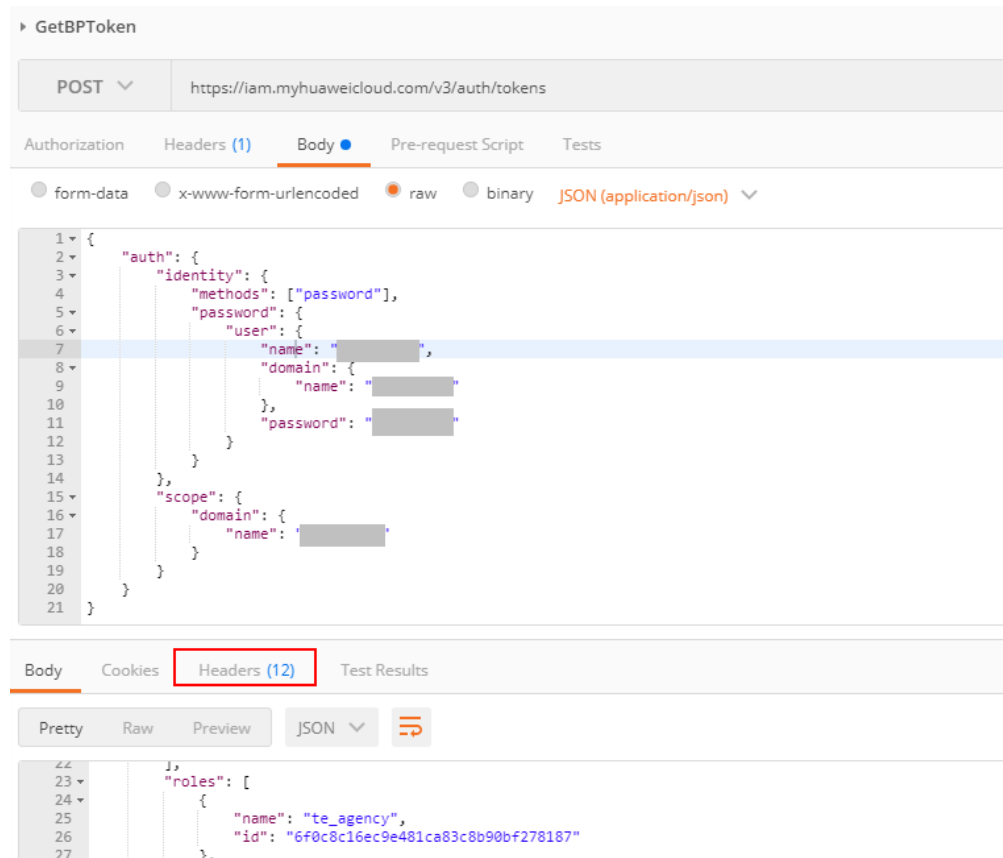 GetBPToken
POST https://iam.myhuaweicloud.com/v3/auth/tokens
Authorization Headers (1) Body Pre-request Script Tests
form-data x-www-form-urlencoded raw binary JSON (application/json)
1 {
2 "auth": {
3 "identity": {
4 "methods": ["password"],
5 "password": {
6 "user": {
7 "name": " ",
8 "domain": {
9 "name": " "
10 },
11 "password": " "
12 }
13 }
14 },
15 "scope": {
16 "domain": {
17 "name": " "
18 }
19 }
20 }
21 }
Body Cookies Headers (12) Test Results
Pretty Raw Preview JSON
22 ],
23 "roles": [
24 {
25 "name": "te_agency",
26 "id": "6f0c8c16ec9e481ca83c8b90bf278187"
27 },